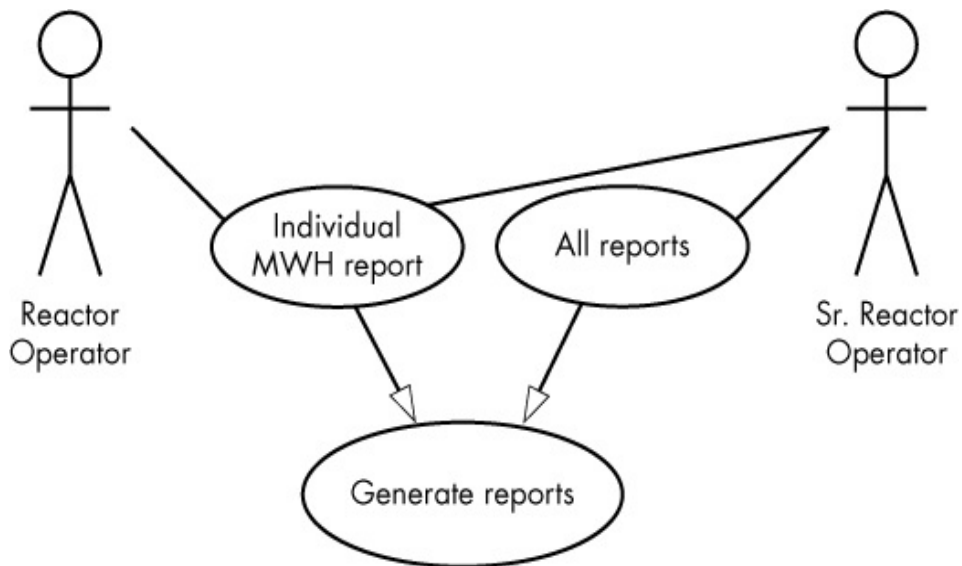 Individual
MWH report
All reports
Reactor
Operator
Sr. Reactor
Operator
Generate reports